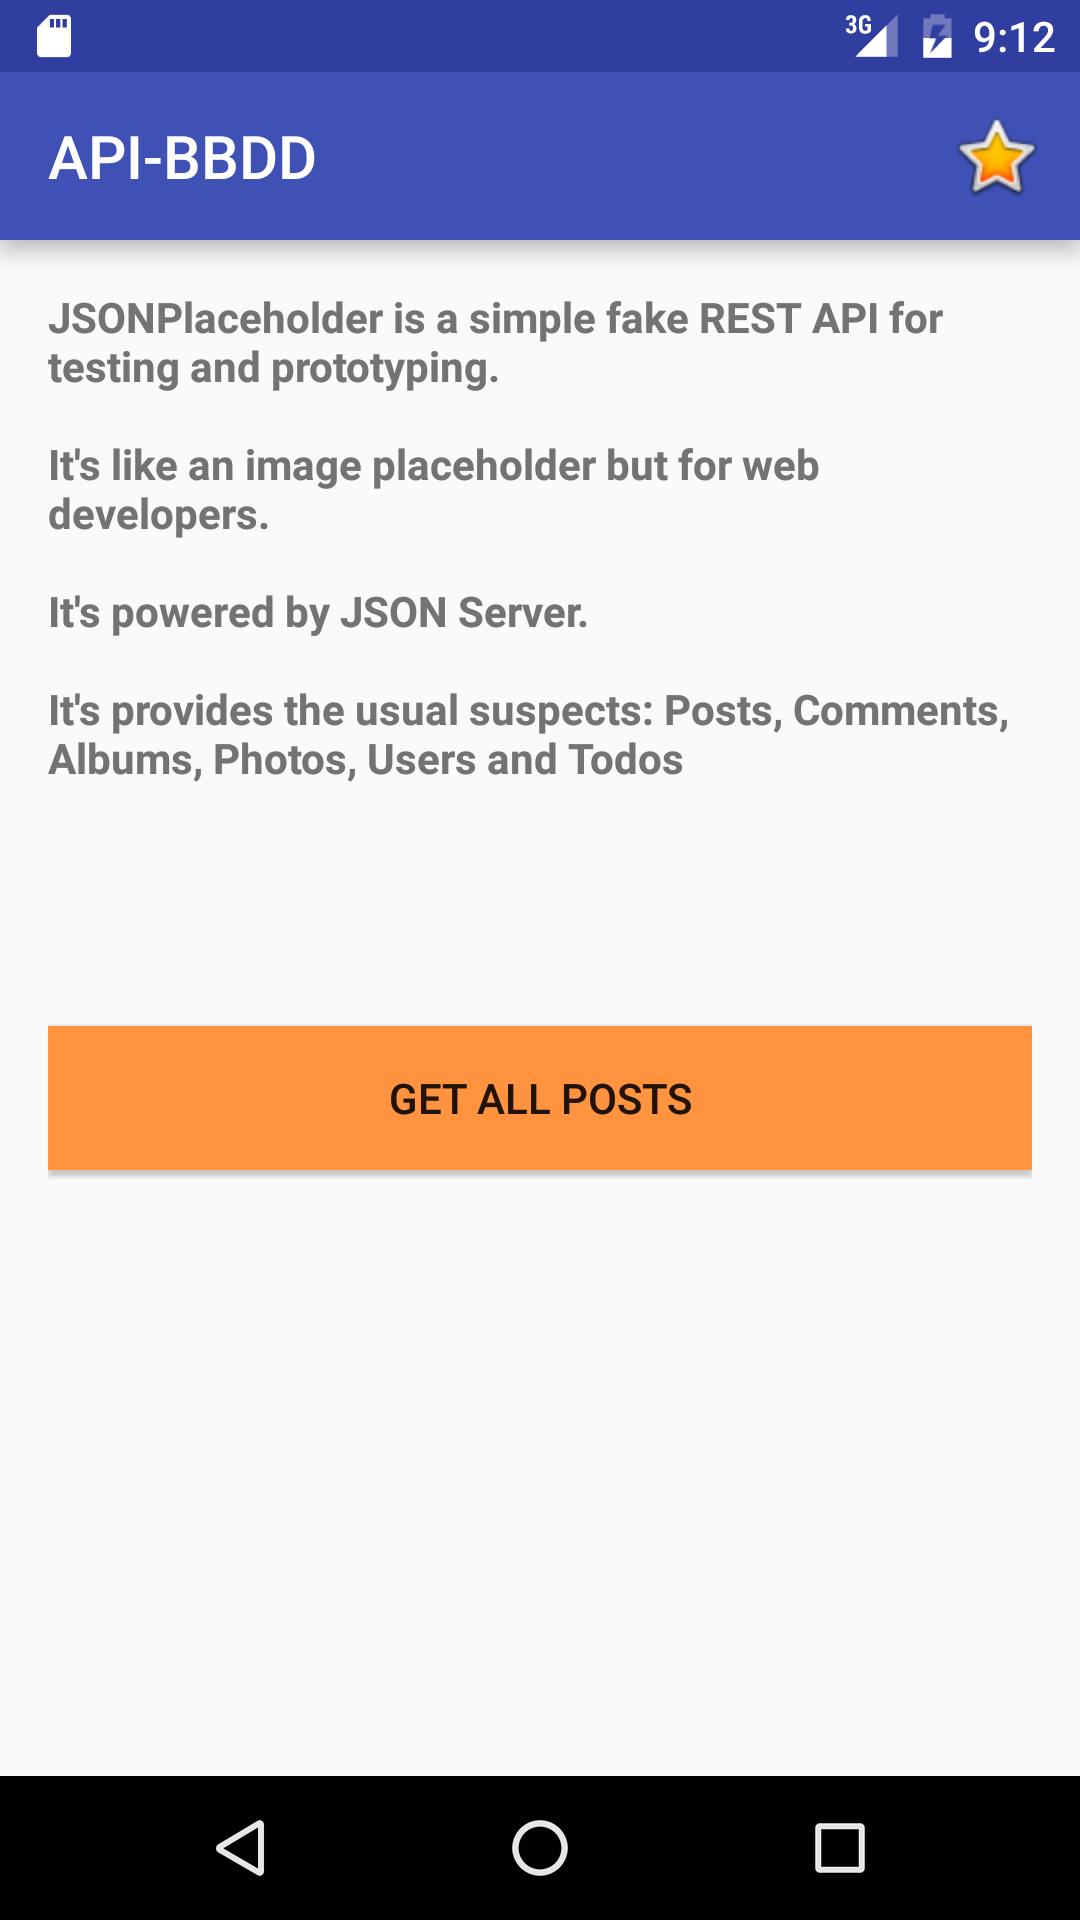 3G 9:12
API-BBDD
JSONPlaceholder is a simple fake REST API for
testing and prototyping.
It's like an image placeholder but for web
developers.
It's powered by JSON Server.
It's provides the usual suspects: Posts, Comments,
Albums, Photos, Users and Todos
GET ALL POSTS